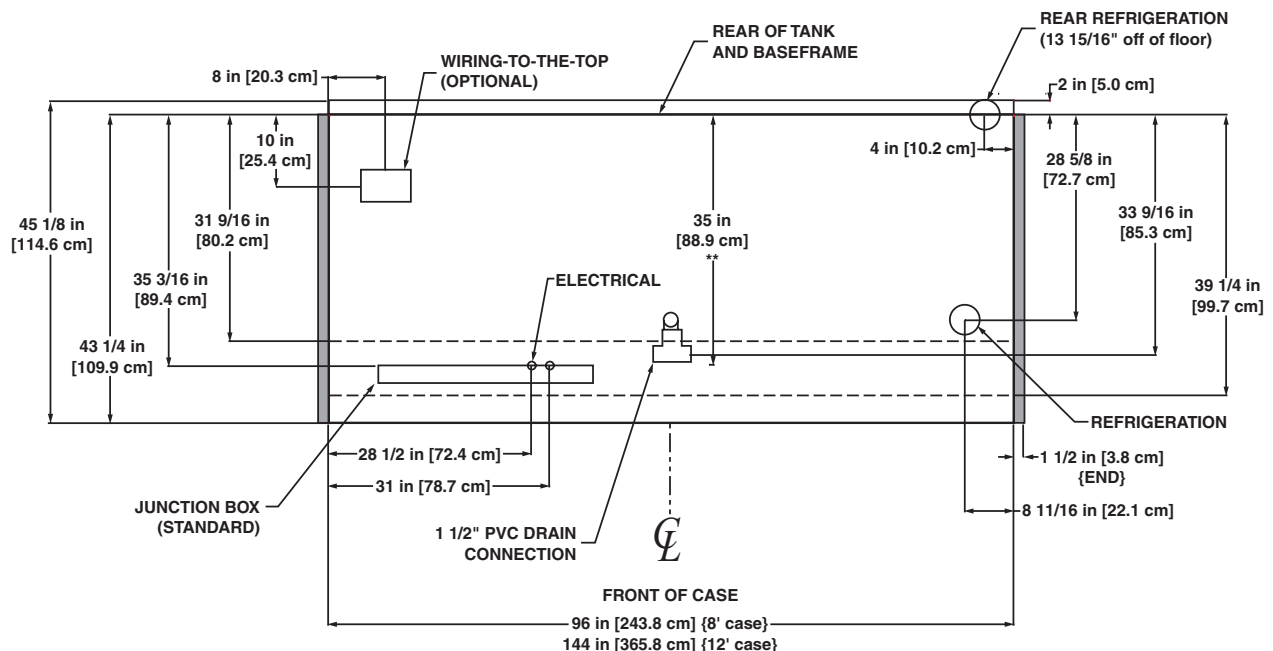 REAR REFRIGERATION
(13 15/16" off of floor)
REAR OF TANK
AND BASEFRAME
WIRING-TO-THE-TOP
(OPTIONAL)
8 in [20.3 cm]
2 in [5.0 cm]
10 in
[25.4 cm]
4 in [10.2 cm]
28 5/8 in
[72.7 cm]
45 1/8 in
[114.6 cm]
31 9/16 in
[80.2 cm]
35 in
[88.9 cm]
**
33 9/16 in
[85.3 cm]
35 3/16 in
[89.4 cm]
ELECTRICAL
39 1/4 in
[99.7 cm]
43 1/4 in
[109.9 cm]
REFRIGERATION
28 1/2 in [72.4 cm]
1 1/2 in [3.8 cm]
{END}
31 in [78.7 cm]
8 11/16 in [22.1 cm]
JUNCTION BOX
(STANDARD)
1 1/2" PVC DRAIN
CONNECTION
CL
FRONT OF CASE
96 in [243.8 cm] {8' case}
144 in [365.8 cm] {12' case}